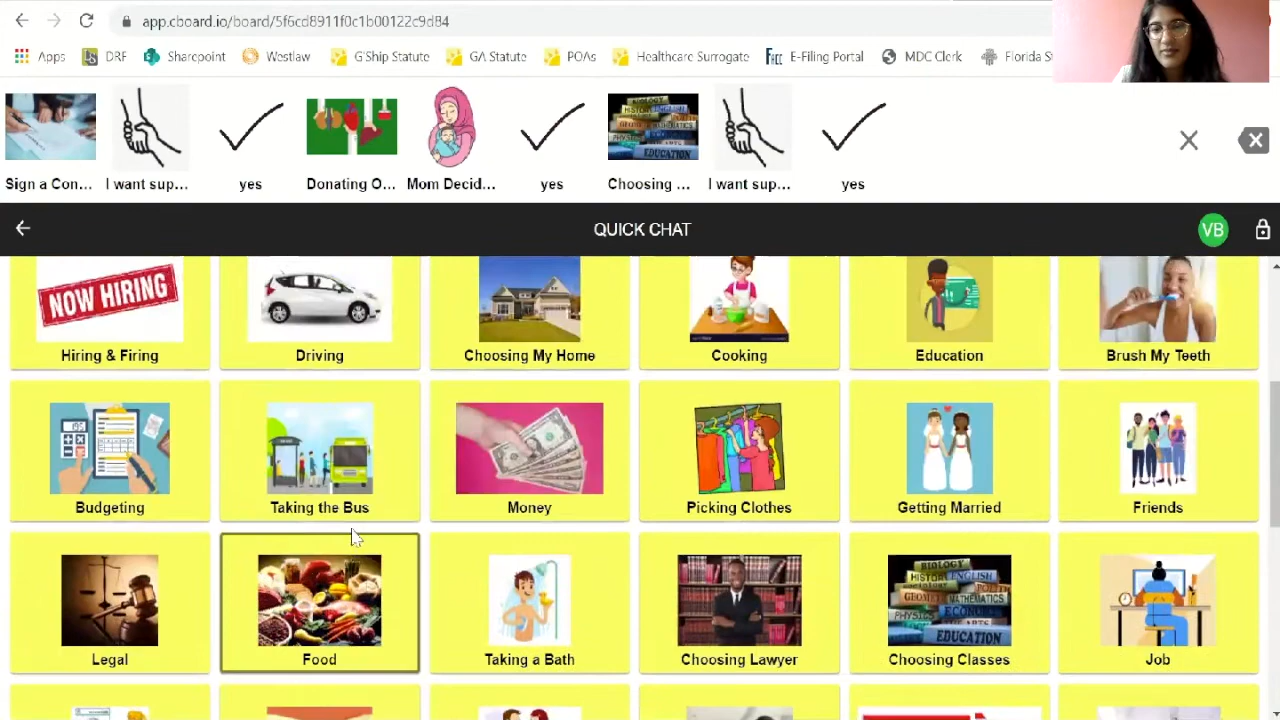 app.cboard.io/board/5f6cd8911f0c1b00122c9d84
Apps DRF Sharepoint Westlaw G'Ship Statute GA Statute POAs Healthcare Surrogate E-Filing Portal MDC Clerk Florida St
Sign a Con... I want sup... yes Donating O... Mom Decid... yes Choosing ... I want sup... yes
QUICK CHAT
VB
NOW HIRING
Hiring & Firing Driving Choosing My Home Cooking Education Brush My Teeth
Budgeting Taking the Bus Money Picking Clothes Getting Married Friends
BIOLOGY
HISTORY ENGLISH
MATHEMATICS
EDUCATION
Legal Food Taking a Bath Choosing Lawyer Choosing Classes Job